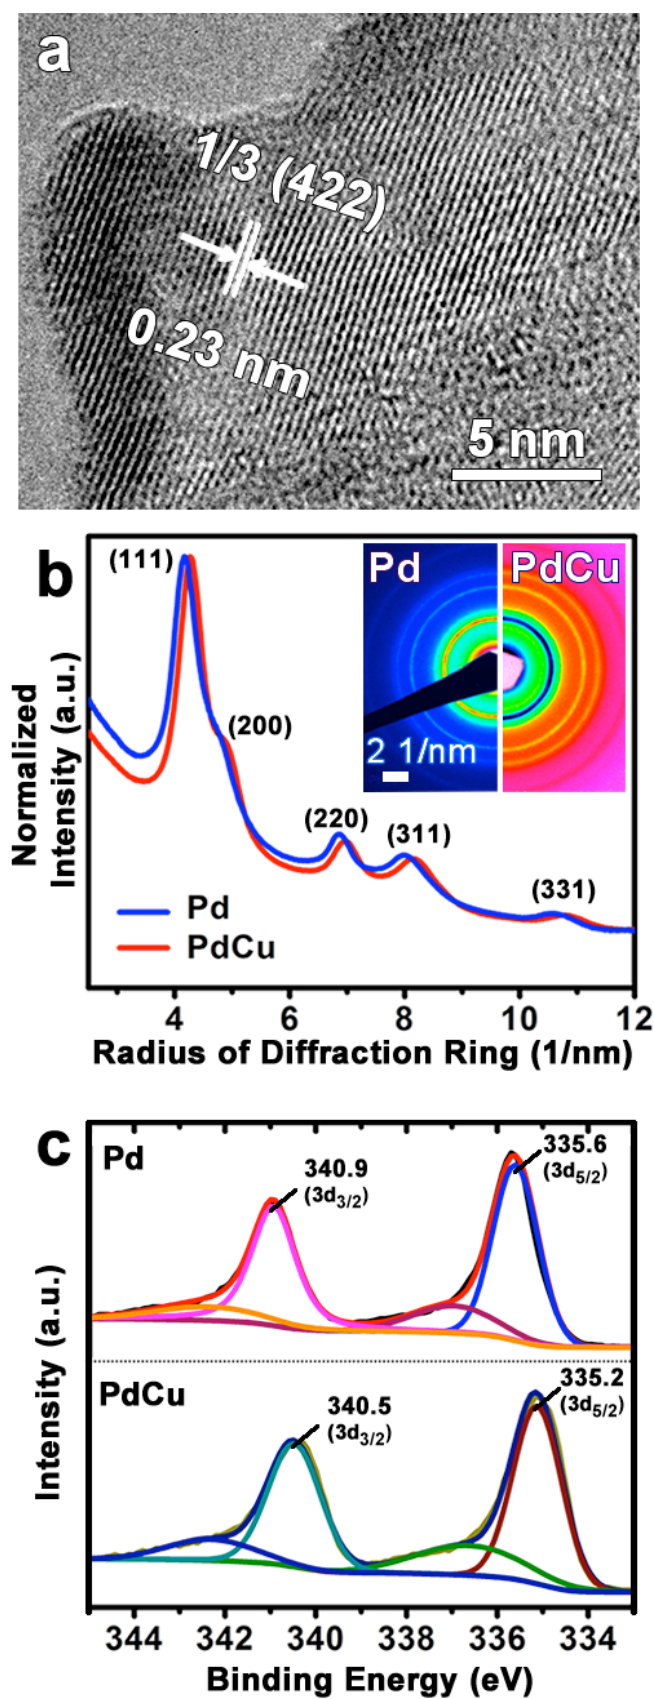 a
1/3 (422)
0.23 nm
5 nm
b
(111)
(200)
(220)
(311)
(331)
Pd
PdCu
2 1/nm
Normalized
Intensity (a.u.)
Pd
PdCu
4 6 8 10 12
Radius of Diffraction Ring (1/nm)
c
Pd
340.9
(3d3/2)
335.6
(3d5/2)
PdCu
340.5
(3d3/2)
335.2
(3d5/2)
Intensity (a.u.)
344 342 340 338 336 334
Binding Energy (eV)